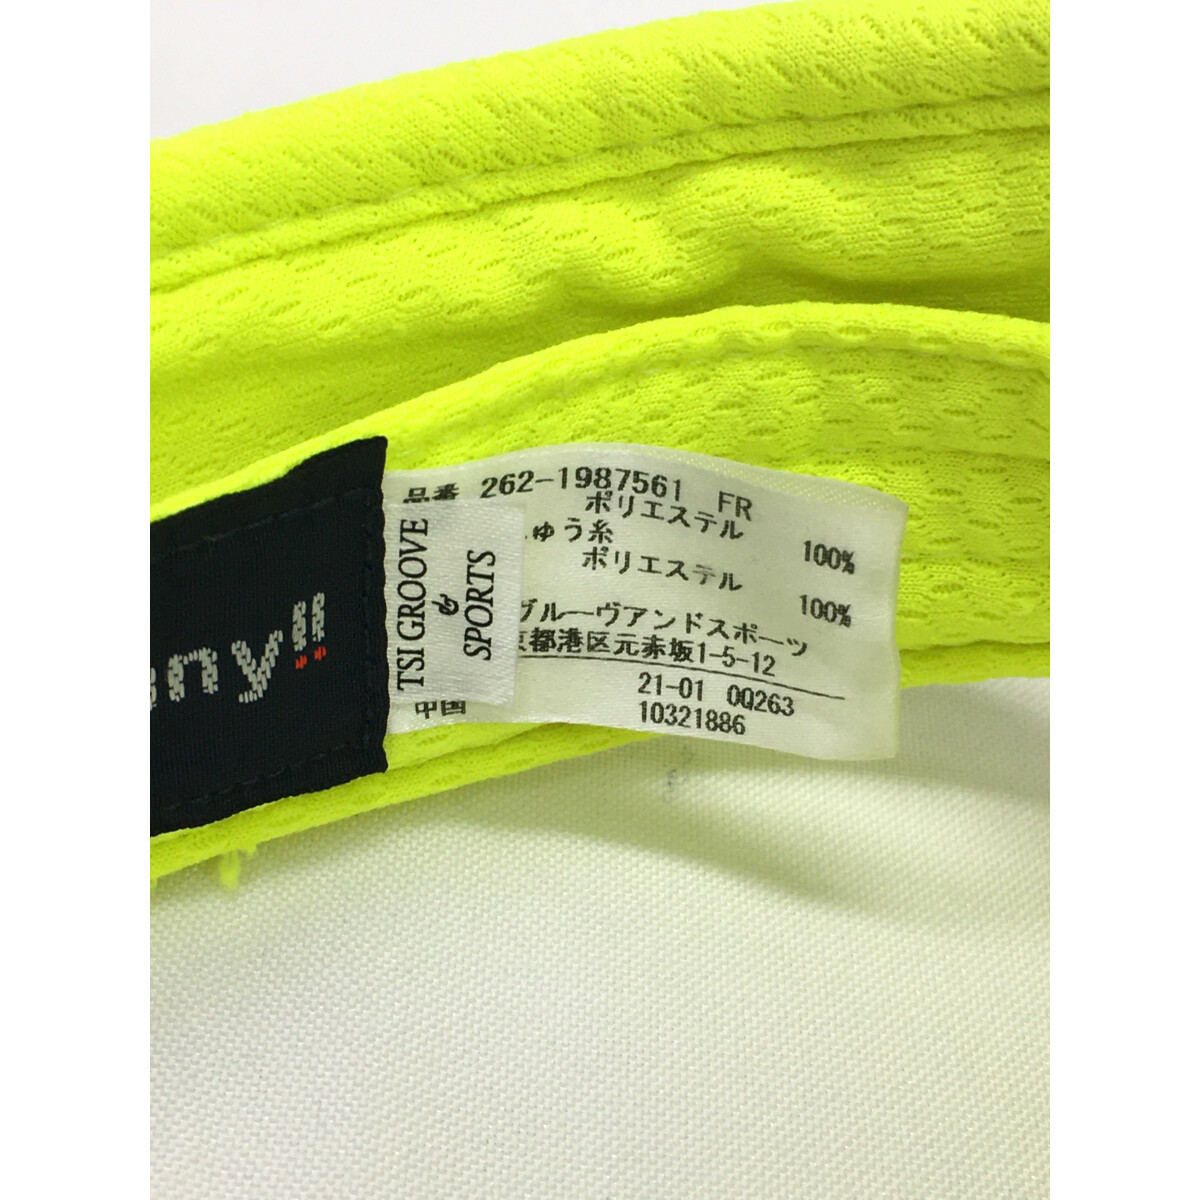 品番 262-1987561 FR
ポリエステル 100%
ゅう糸
ポリエステル 100%
グルーヴアンドスポーツ
京都港区元赤坂1-5-12
中国 21-01 0Q263
10321886
TSI GROOVE
&
SPORTS
ny!!